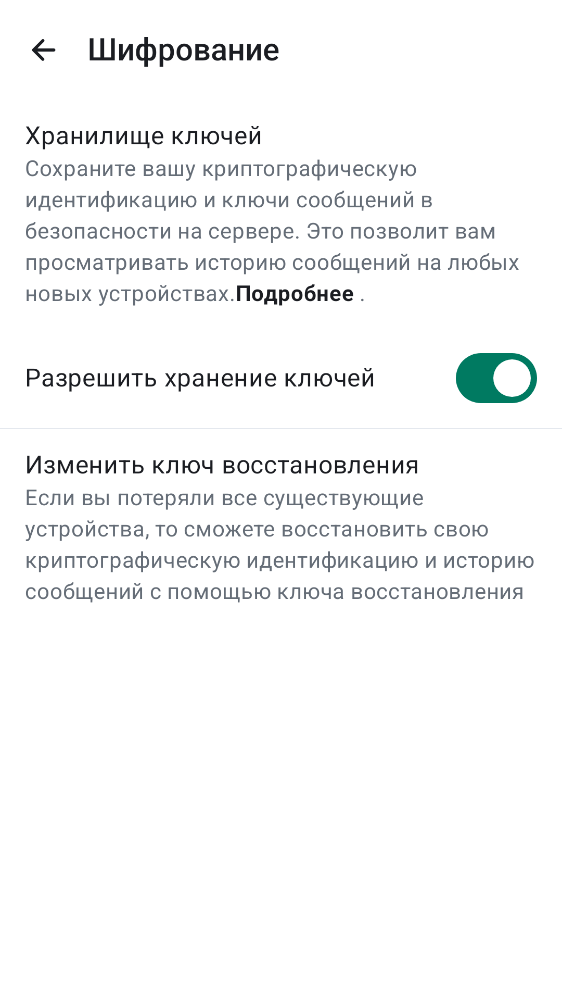 Шифрование
Хранилище ключей
Сохраните вашу криптографическую
идентификацию и ключи сообщений в
безопасности на сервере. Это позволит вам
просматривать историю сообщений на любых
новых устройствах.Подробнее .
Разрешить хранение ключей
Изменить ключ восстановления
Если вы потеряли все существующие
устройства, то сможете восстановить свою
криптографическую идентификацию и историю
сообщений с помощью ключа восстановления